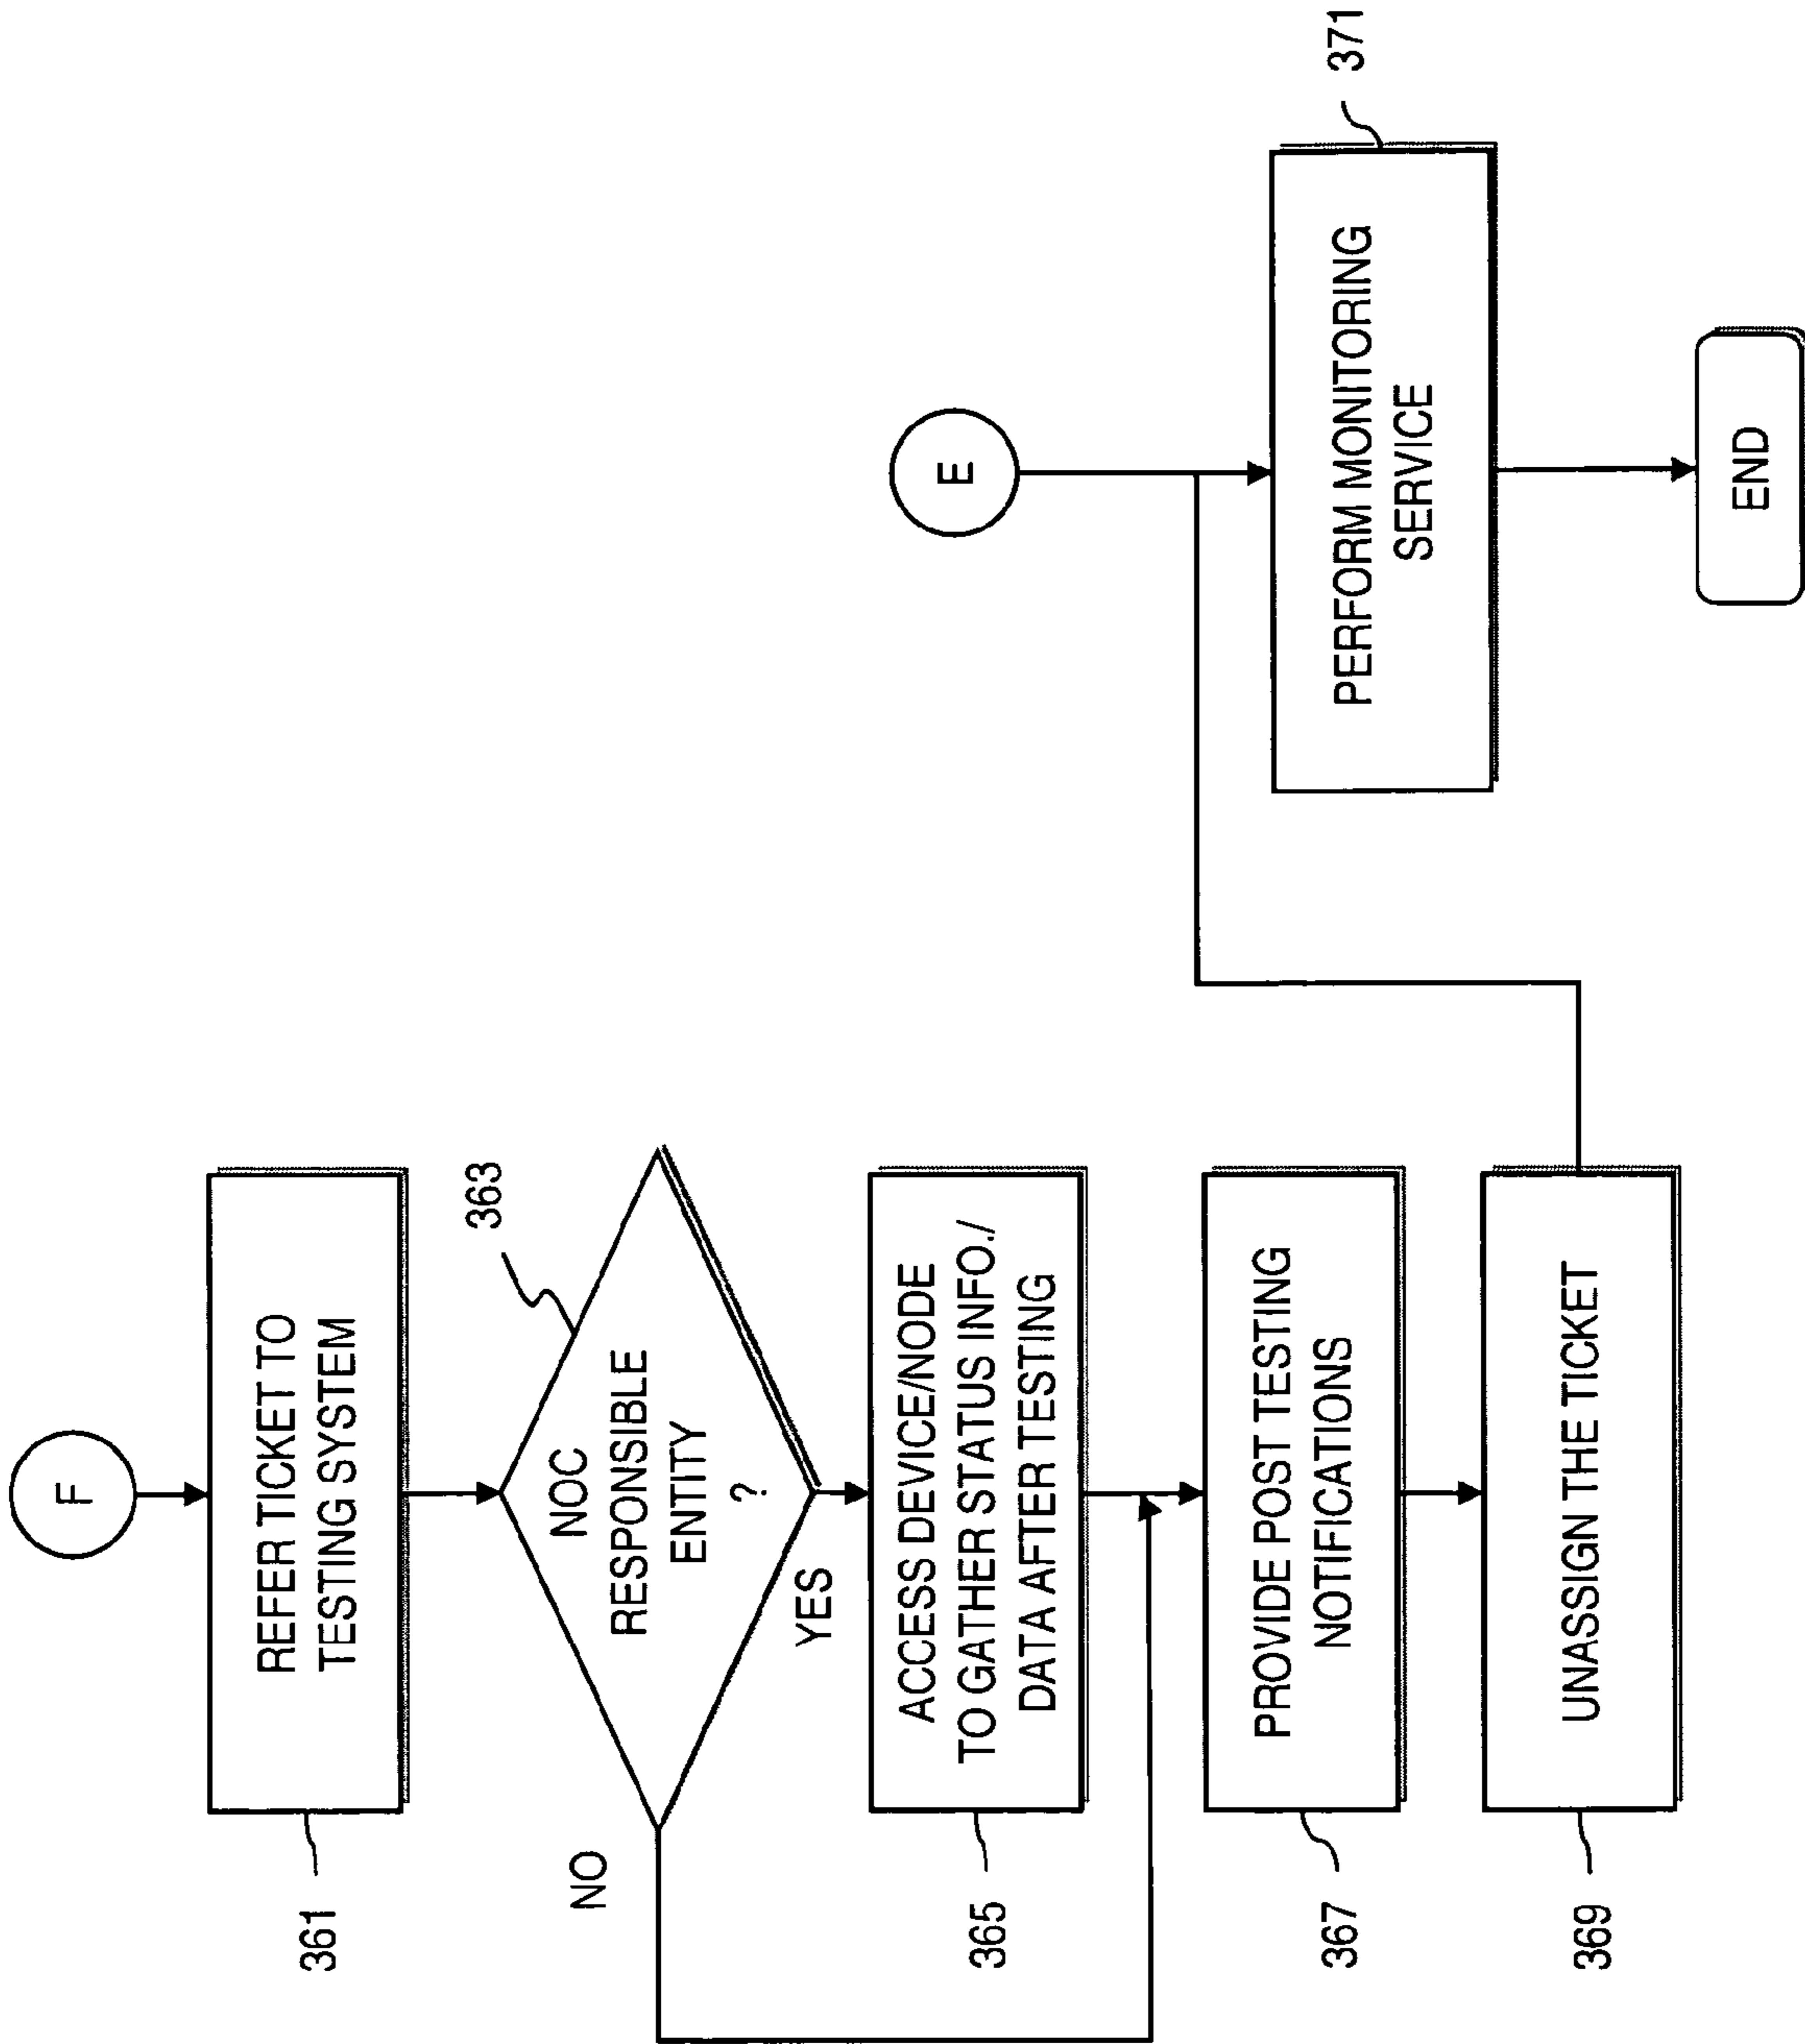 F
361
REFER TICKET TO
TESTING SYSTEM
363
NOC
RESPONSIBLE
ENTITY
?
NO
YES
365
ACCESS DEVICE/NODE
TO GATHER STATUS INFO./
DATA AFTER TESTING
367
PROVIDE POST TESTING
NOTIFICATIONS
369
UNASSIGN THE TICKET
E
371
PERFORM MONITORING
SERVICE
END